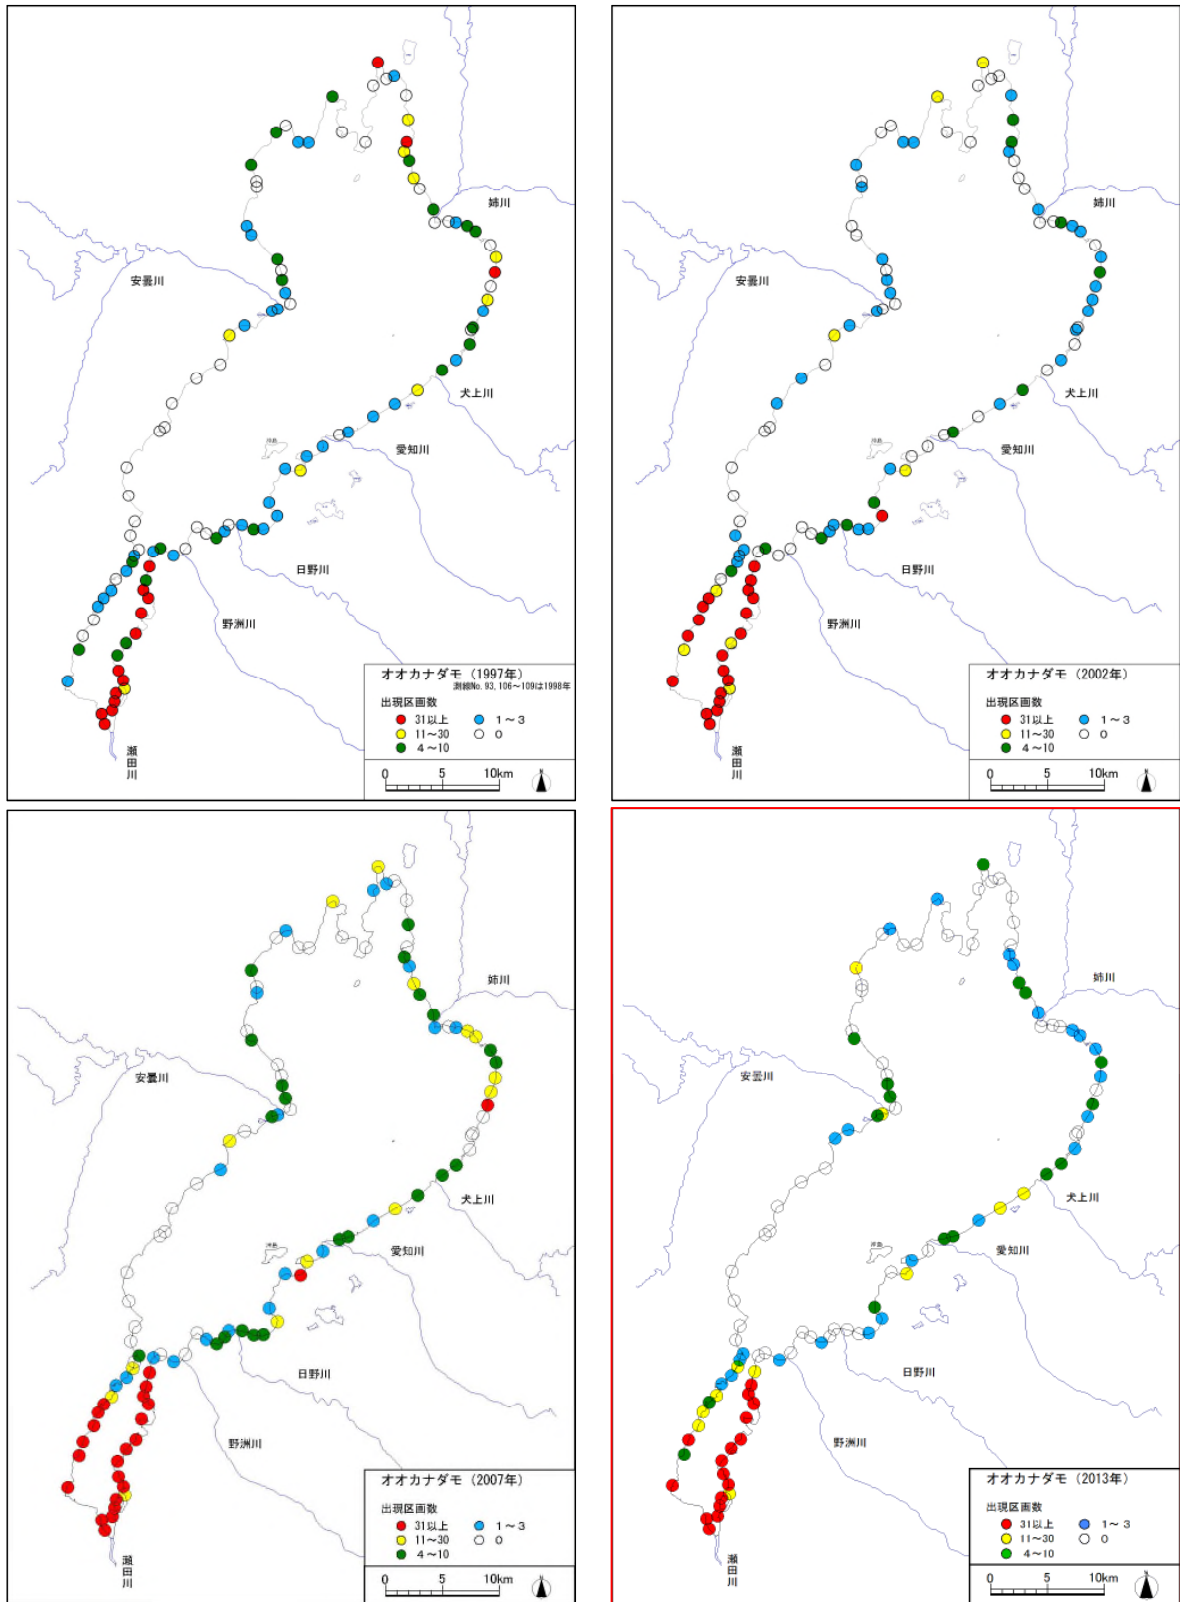 姉川
安曇川
犬上川
愛知川
日野川
野洲川
瀬田川
オオカナダモ（1997年）
測線No. 93, 106～109は1998年
出現区画数
31以上 1～3
11～30 0
4～10
0 5 10km
N
姉川
安曇川
犬上川
愛知川
日野川
野洲川
瀬田川
オオカナダモ（2002年）
出現区画数
31以上 1～3
11～30 0
4～10
0 5 10km
N
姉川
安曇川
犬上川
愛知川
日野川
野洲川
瀬田川
オオカナダモ（2007年）
出現区画数
31以上 1～3
11～30 0
4～10
0 5 10km
N
姉川
安曇川
犬上川
愛知川
日野川
野洲川
瀬田川
オオカナダモ（2013年）
出現区画数
31以上 1～3
11～30 0
4～10
0 5 10km
N